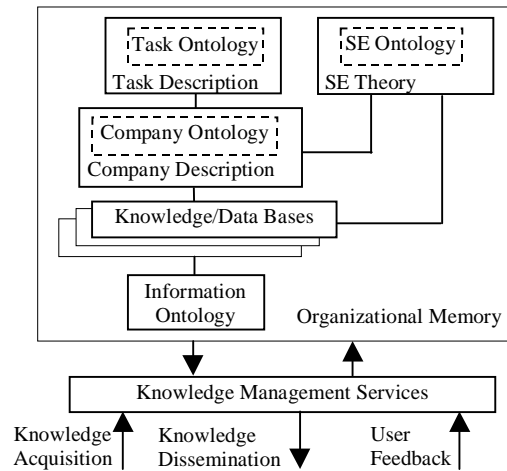 Task Ontology
Task Description
SE Ontology
SE Theory
Company Ontology
Company Description
Knowledge/Data Bases
Information
Ontology
Organizational Memory
Knowledge Management Services
Knowledge
Acquisition
Knowledge
Dissemination
User
Feedback